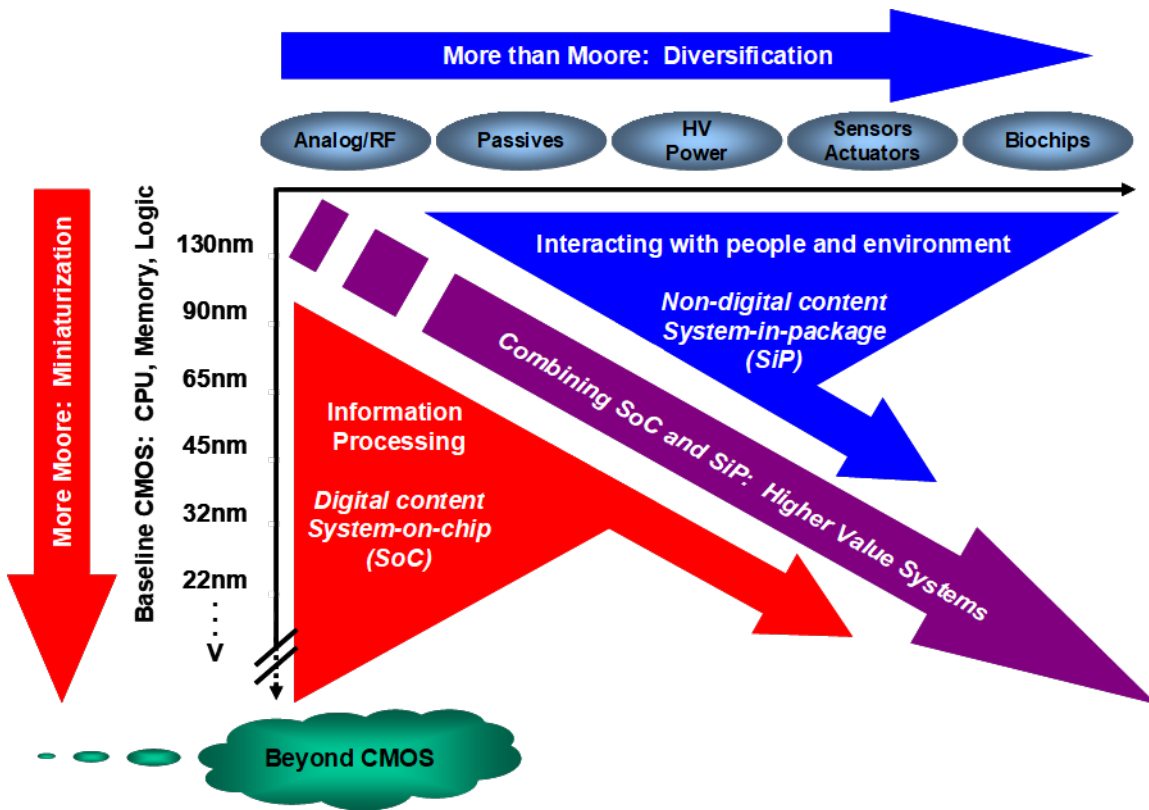 More than Moore: Diversification
Analog/RF
Passives
HV
Power
Sensors
Actuators
Biochips
More Moore: Miniaturization
Baseline CMOS: CPU, Memory, Logic
130nm
90nm
65nm
45nm
32nm
22nm
V
Interacting with people and environment
Non-digital content
System-in-package
(SiP)
Combining SoC and SiP: Higher Value Systems
Information
Processing
Digital content
System-on-chip
(SoC)
Beyond CMOS